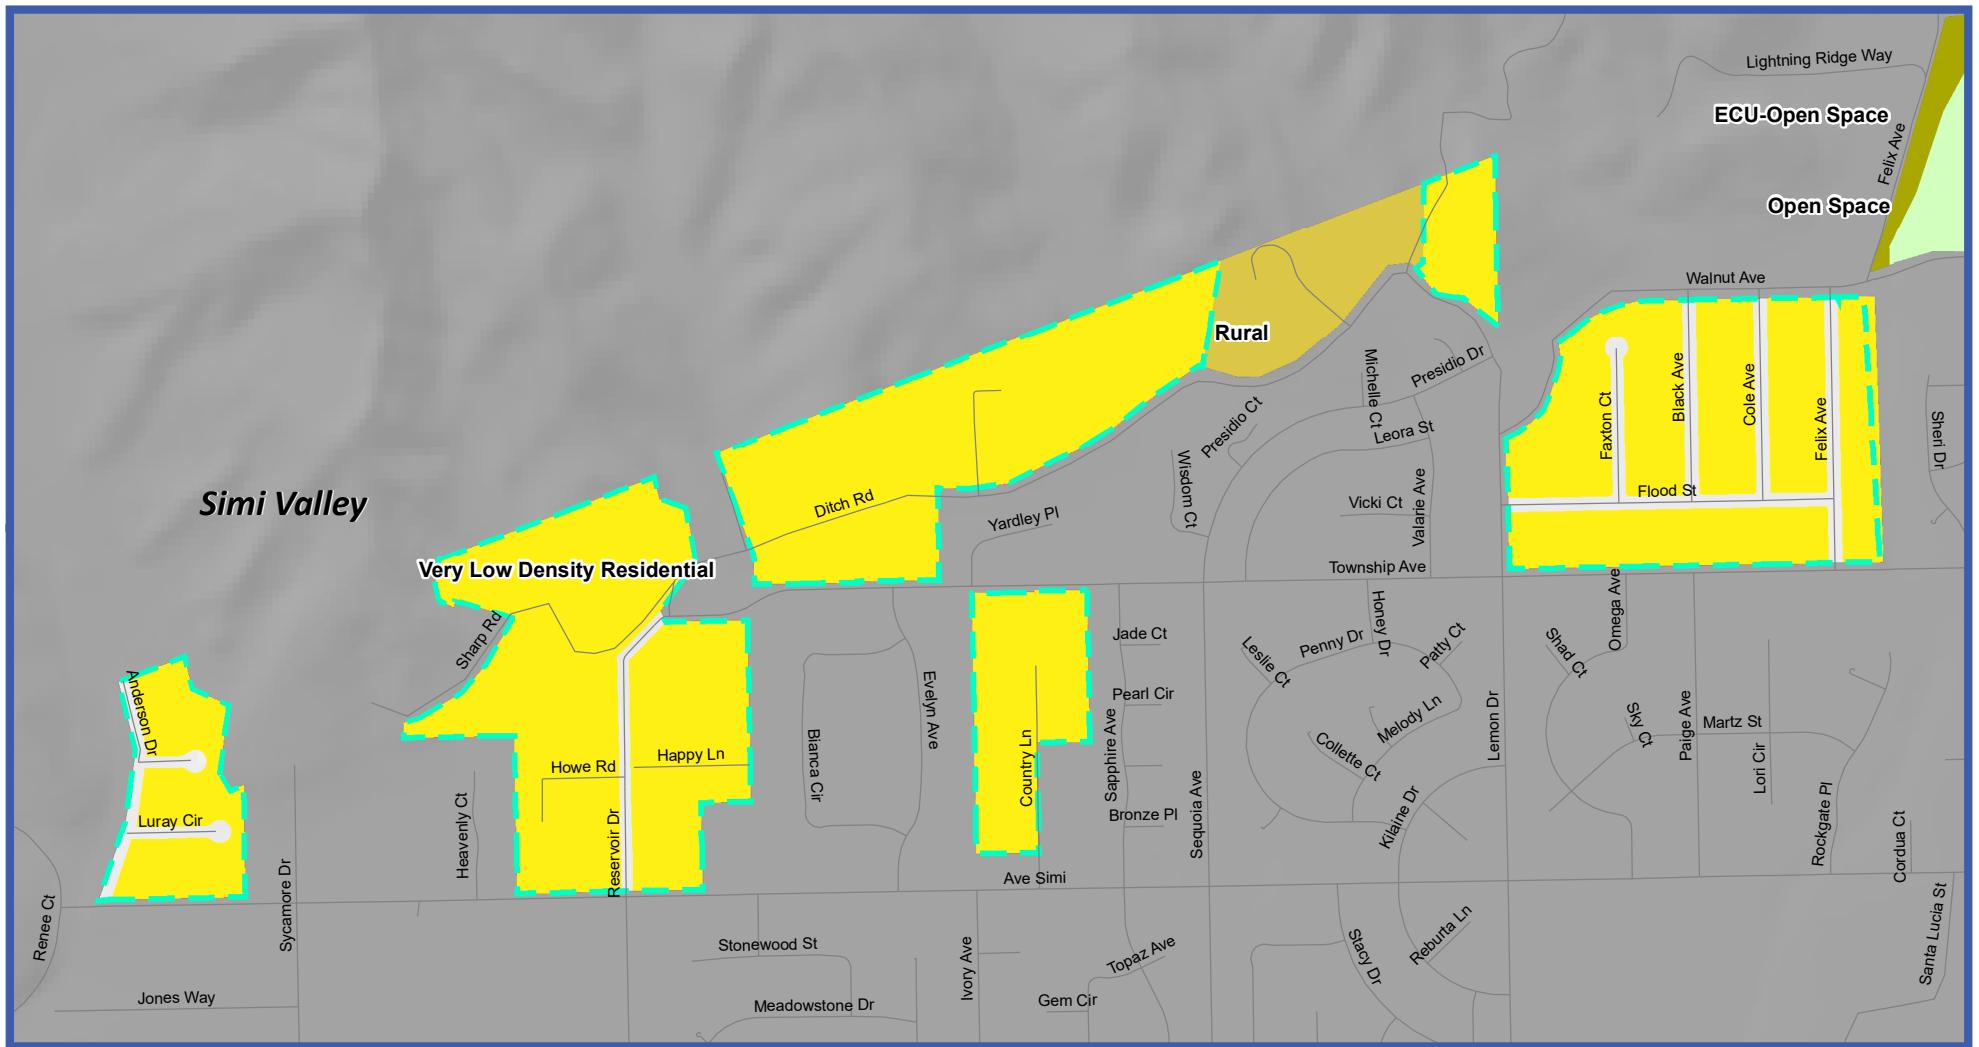 Lightning Ridge Way
ECU-Open Space
Felix Ave
Open Space
Walnut Ave
Rural
Michelle Ct
Presidio Dr
Presidio Ct
Leora St
Faxton Ct
Black Ave
Cole Ave
Felix Ave
Sheri Dr
Simi Valley
Ditch Rd
Yardley Pl
Wisdom Ct
Vicki Ct
Valarie Ave
Flood St
Very Low Density Residential
Township Ave
Sharp Rd
Jade Ct
Leslie Ct
Penny Dr
Honey Dr
Patty Ct
Shad Ct
Omega Ave
Anderson Dr
Evelyn Ave
Pearl Cir
Melody Ln
Collette Ct
Lemon Dr
Sky Ct
Paige Ave
Martz St
Lori Cir
Howe Rd
Happy Ln
Bianca Cir
Country Ln
Sapphire Ave
Sequoia Ave
Bronze Pl
Kilaine Dr
Rockgate Pl
Cordua Ct
Luray Cir
Heavenly Ct
Reservoir Dr
Ave Simi
Renee Ct
Sycamore Dr
Stonewood St
Ivory Ave
Topaz Ave
Stacy Dr
Reburta Ln
Santa Lucia St
Jones Way
Meadowstone Dr
Gem Cir